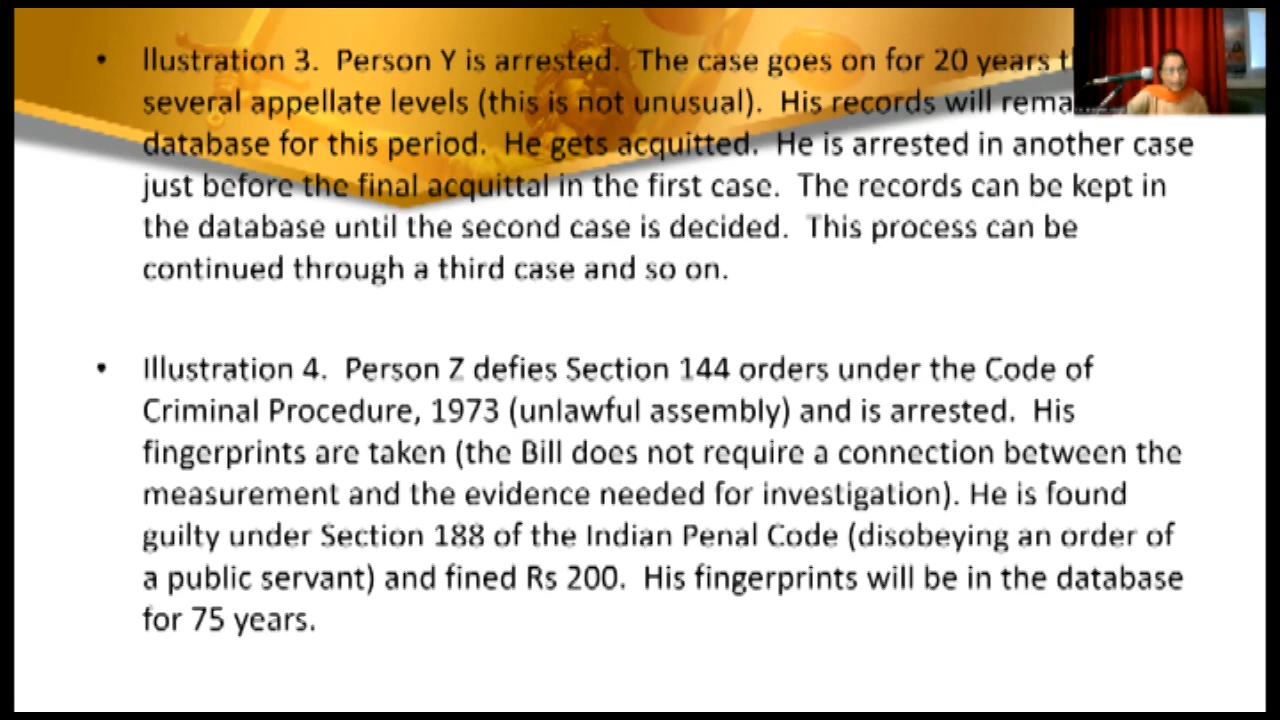 • llustration 3. Person Y is arrested. The case goes on for 20 years
several appellate levels (this is not unusual). His records will
database for this period. He gets acquitted. He is arrested in another case
just before the final acquittal in the first case. The records can be kept in
the database until the second case is decided. This process can be
continued through a third case and so on.
• Illustration 4. Person Z defies Section 144 orders under the Code of
Criminal Procedure, 1973 (unlawful assembly) and is arrested. His
fingerprints are taken (the Bill does not require a connection between the
measurement and the evidence needed for investigation). He is found
guilty under Section 188 of the Indian Penal Code (disobeying an order of
a public servant) and fined Rs 200. His fingerprints will be in the database
for 75 years.